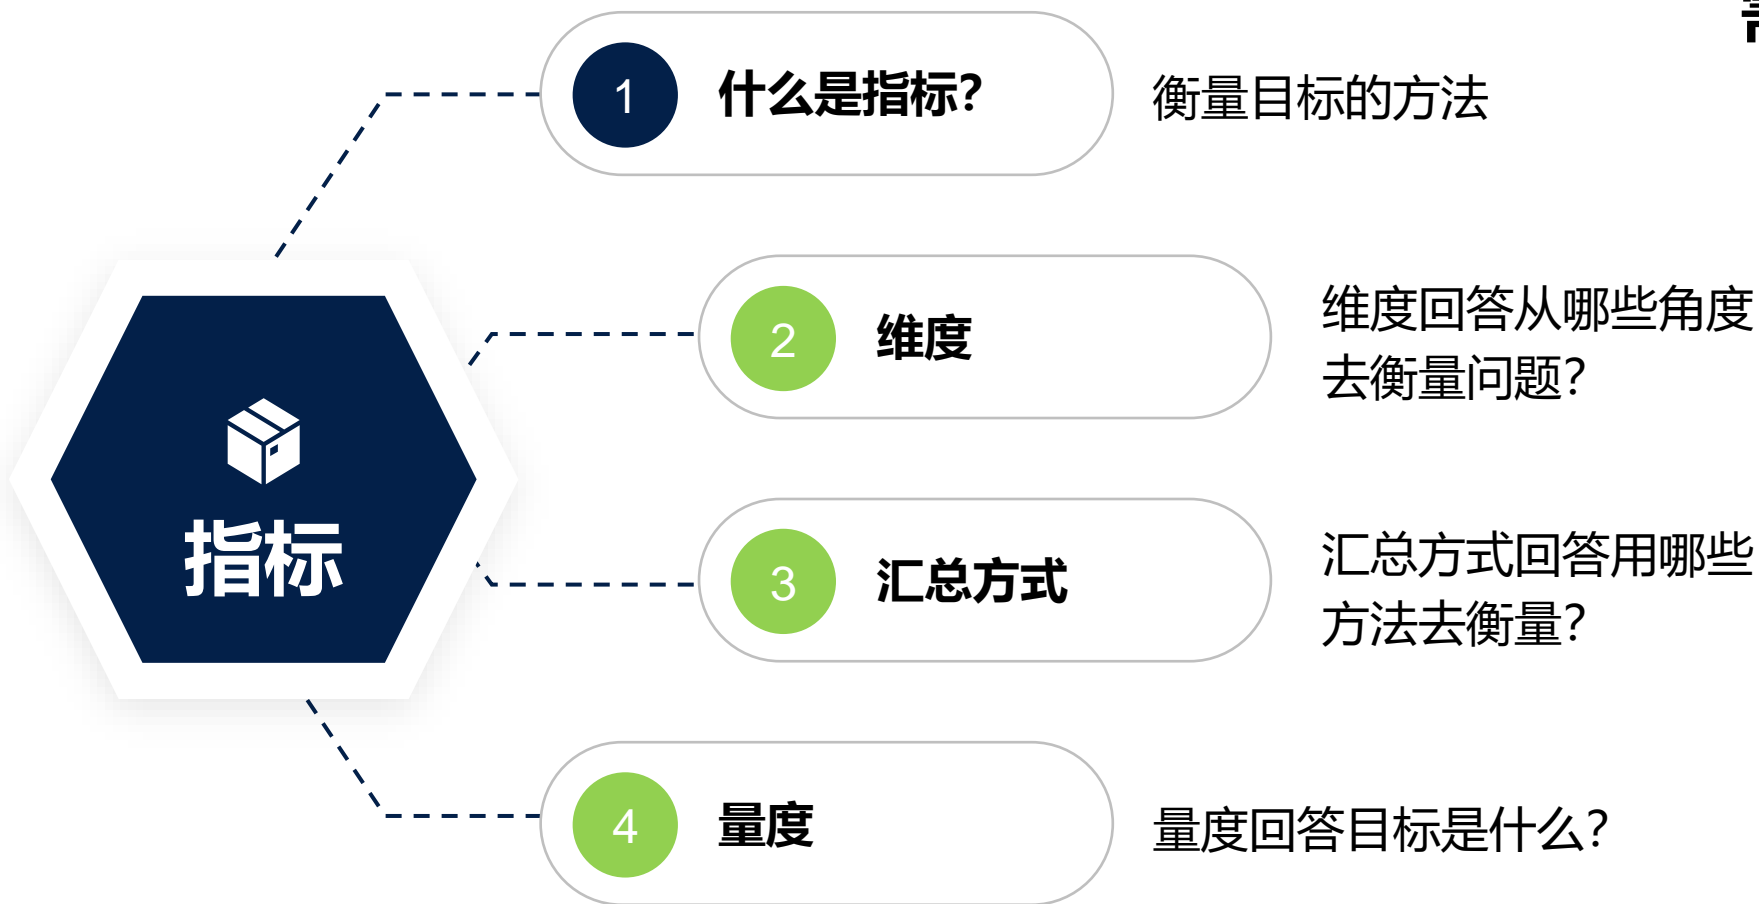 1 什么是指标？ 衡量目标的方法
2 维度 维度回答从哪些角度
去衡量问题？
指标
3 汇总方式 汇总方式回答用哪些
方法去衡量？
4 量度 量度回答目标是什么？